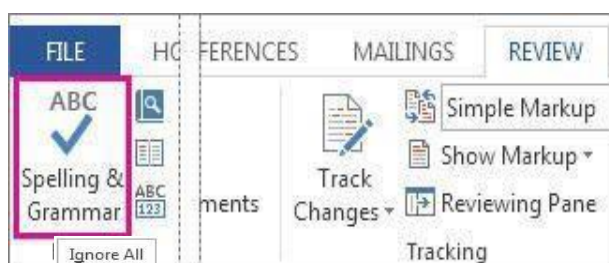 FILE HO FERENCES MAILINGS REVIEW
ABC Simple Markup
Spelling & Grammar ABC 123 ments Track Changes Show Markup
Reviewing Pane
Ignore All Tracking